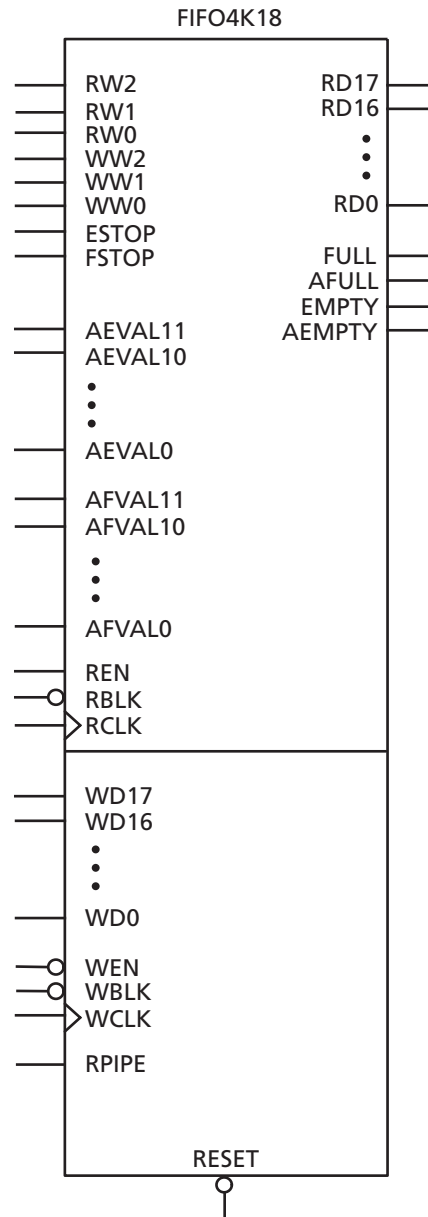 FIFO4K18
RW2
RW1
RW0
WW2
WW1
WW0
ESTOP
FSTOP
AEVAL11
AEVAL10
AEVAL0
AFVAL11
AFVAL10
AFVAL0
REN
RBLK
RCLK
RD17
RD16
RD0
FULL
AFULL
EMPTY
AEMPTY
WD17
WD16
WD0
WEN
WBLK
WCLK
RPIPE
RESET